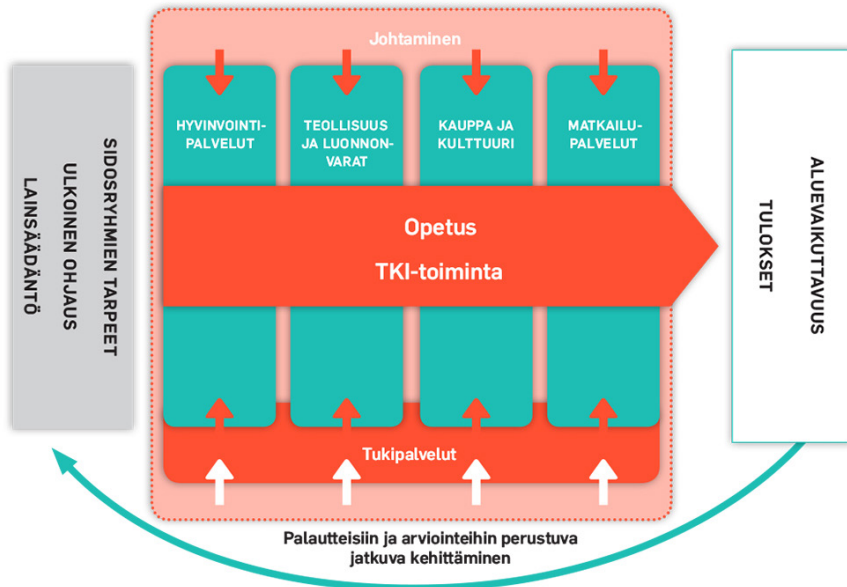 Johtaminen
SIDOSRYHMIEN TARPEET
ULKOINEN OHJAUS
LAINSÄÄDÄNTÖ
HYVINVOINTI-
PALVELUT
TEOLLISUUS
JA LUONNON-
VARAT
KAUPPA JA
KULTTUURI
MATKAILU-
PALVELUT
Opetus
TKI-toiminta
Tukipalvelut
ALUEVAIKUTTAVUUS
TULOKSET
Palautteisiin ja arviointeihin perustuva
jatkuva kehittäminen